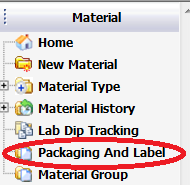 Material
Home
New Material
Material Type
Material History
Lab Dip Tracking
Packaging And Label
Material Group